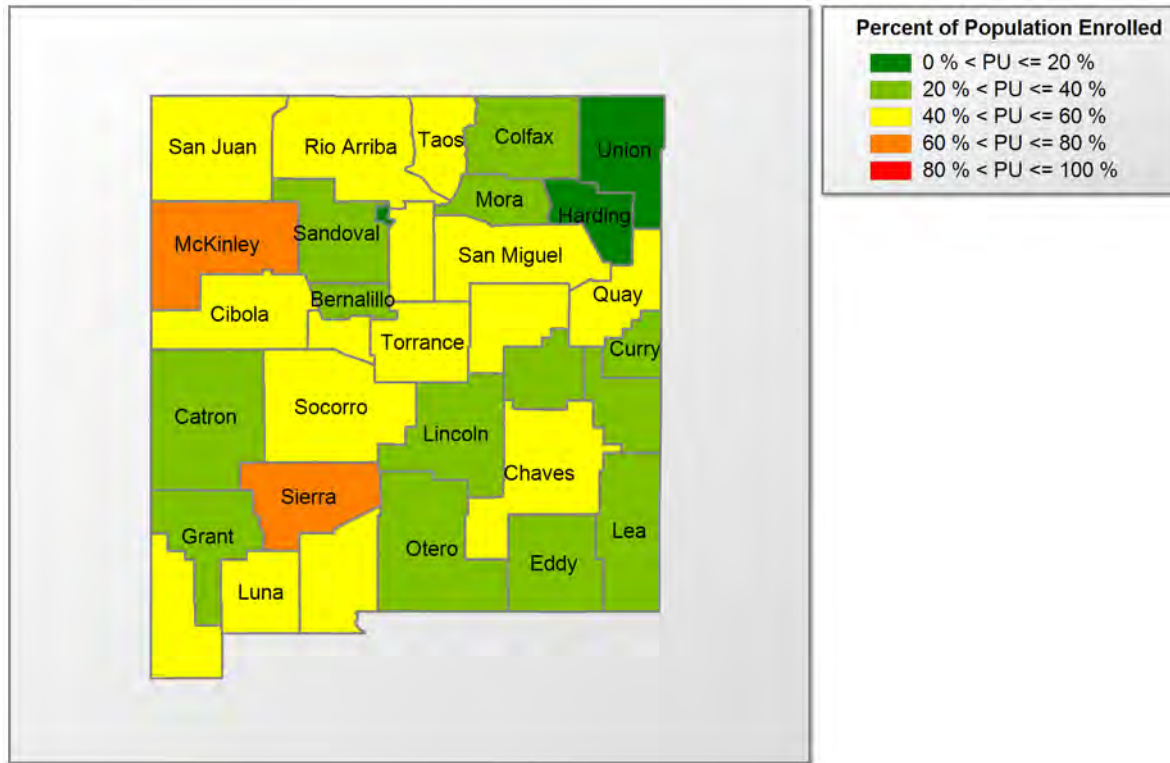 Percent of Population Enrolled
0 % < PU <= 20 %
20 % < PU <= 40 %
40 % < PU <= 60 %
60 % < PU <= 80 %
80 % < PU <= 100 %
San Juan
Rio Arriba
Taos
Colfax
Union
Mora
Harding
McKinley
Sandoval
San Miguel
Bernalillo
Quay
Cibola
Torrance
Curry
Socorro
Catron
Lincoln
Chaves
Sierra
Grant
Otero
Lea
Eddy
Luna